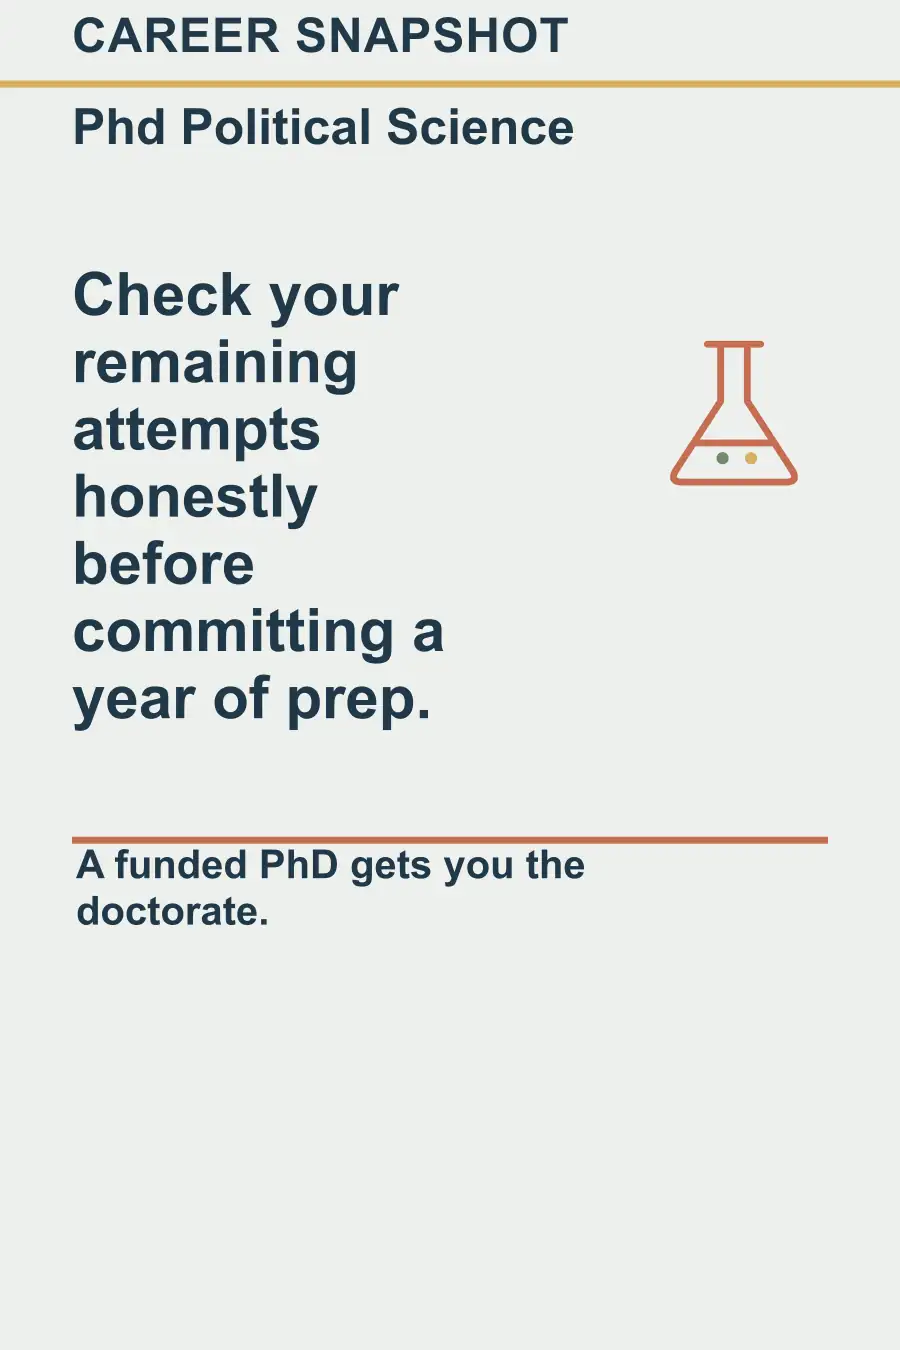 CAREER SNAPSHOT
Phd Political Science
Check your
remaining
attempts
honestly
before
committing a
year of prep.
A funded PhD gets you the
doctorate.